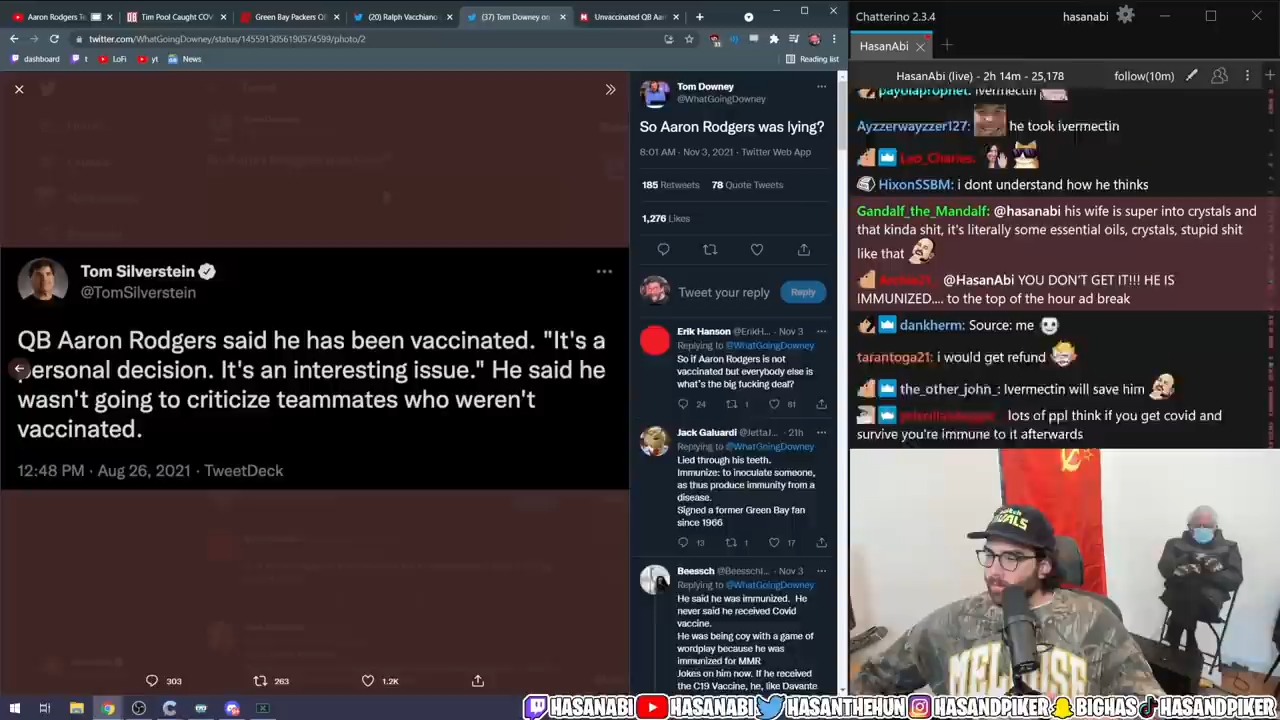 Aaron Rodgers Te
Tim Pool Caught COV
Green Bay Packers QB
(20) Ralph Vacchiano
(37) Tom Downey on
Unvaccinated QB Aar
twitter.com/WhatGoingDowney/status/1455913056190574599/photo/2
dashboard
t
LoFi
yt
News
Reading list
Tom Silverstein
@TomSilverstein
QB Aaron Rodgers said he has been vaccinated. "It's a
personal decision. It's an interesting issue." He said he
wasn't going to criticize teammates who weren't
vaccinated.
12:48 PM · Aug 26, 2021 · TweetDeck
303
263
1.2K
Tom Downey
@WhatGoingDowney
So Aaron Rodgers was lying?
8:01 AM · Nov 3, 2021 · Twitter Web App
185 Retweets 78 Quote Tweets
1,276 Likes
Tweet your reply
Reply
Erik Hanson @ErikH... · Nov 3
Replying to @WhatGoingDowney
So if Aaron Rodgers is not
vaccinated but everybody else is
what's the big fucking deal?
24 1 61
Jack Galuardi @JettaJ... · 21h
Replying to @WhatGoingDowney
Lied through his teeth.
Immunize: to inoculate someone,
as thus produce immunity from a
disease.
Signed a former Green Bay fan
since 1966
13 1 17
Beessch @BeesschI... · Nov 3
Replying to @WhatGoingDowney
He said he was immunized. He
never said he received Covid
vaccine.
He was being coy with a game of
wordplay because he was
immunized for MMR
Jokes on him now. If he received
the C19 Vaccine, he, like Davante
Chatterino 2.3.4
hasanabi
HasanAbi
HasanAbi (live) - 2h 14m - 25,178
follow(10m)
payolaprophet: ivermectin
Ayzzerwayzzer127: he took ivermectin
Leo_Charles:
HixonSSBM: i dont understand how he thinks
Gandalf_the_Mandalf: @hasanabi his wife is super into crystals and
that kinda shit, it's literally some essential oils, crystals, stupid shit
like that
@HasanAbi YOU DON'T GET IT!!! HE IS
IMMUNIZED.... to the top of the hour ad break
dankherm: Source: me
tarantoga21: i would get refund
the_other_john_: Ivermectin will save him
lots of ppl think if you get covid and
survive you're immune to it afterwards
twitch
RIVALS
MELROSE
HASANABI
HASANABI
HASANTHEHUN
HASANDPIKER
BIGHAS
HASANDPIKER